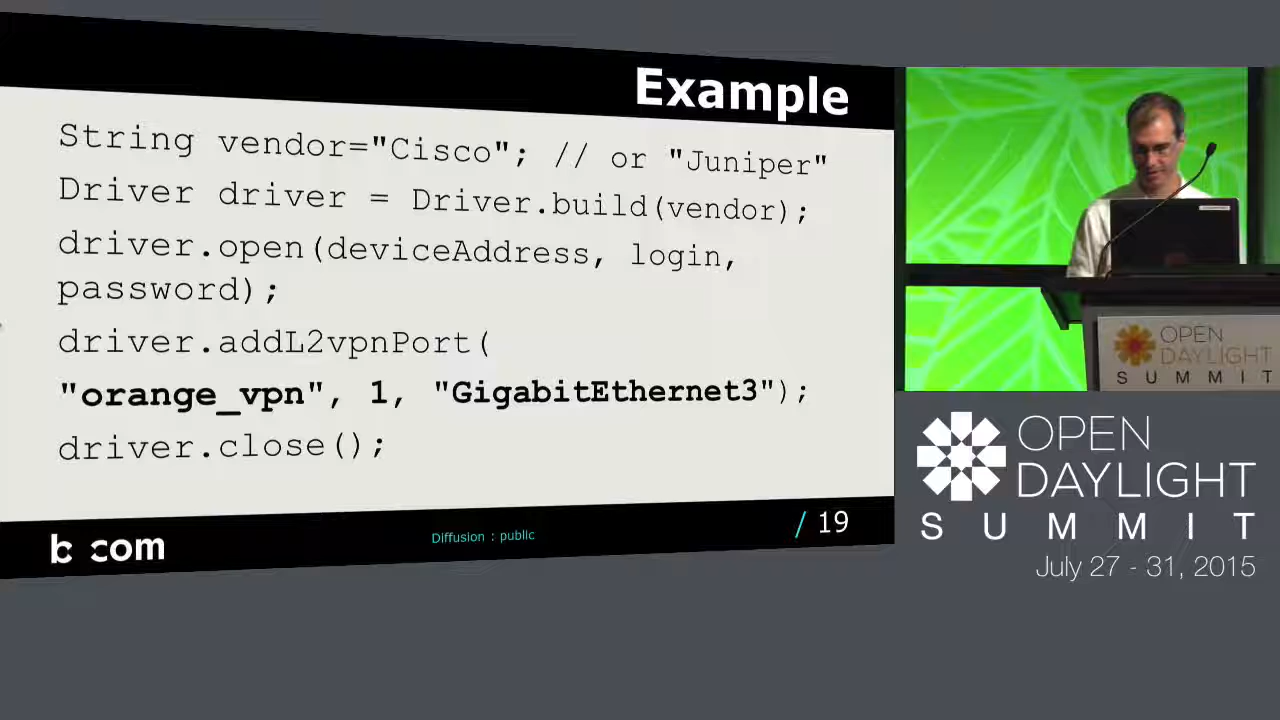 Example
String vendor="Cisco"; // or "Juniper"
Driver driver = Driver.build(vendor);
driver.open(deviceAddress, login,
password);
driver.addL2vpnPort(
"orange_vpn", 1, "GigabitEthernet3");
driver.close();
b com
Diffusion : public
/ 19
OPEN
DAYLIGHT
SUMMIT
OPEN
DAYLIGHT
SUMMIT
July 27 - 31, 2015